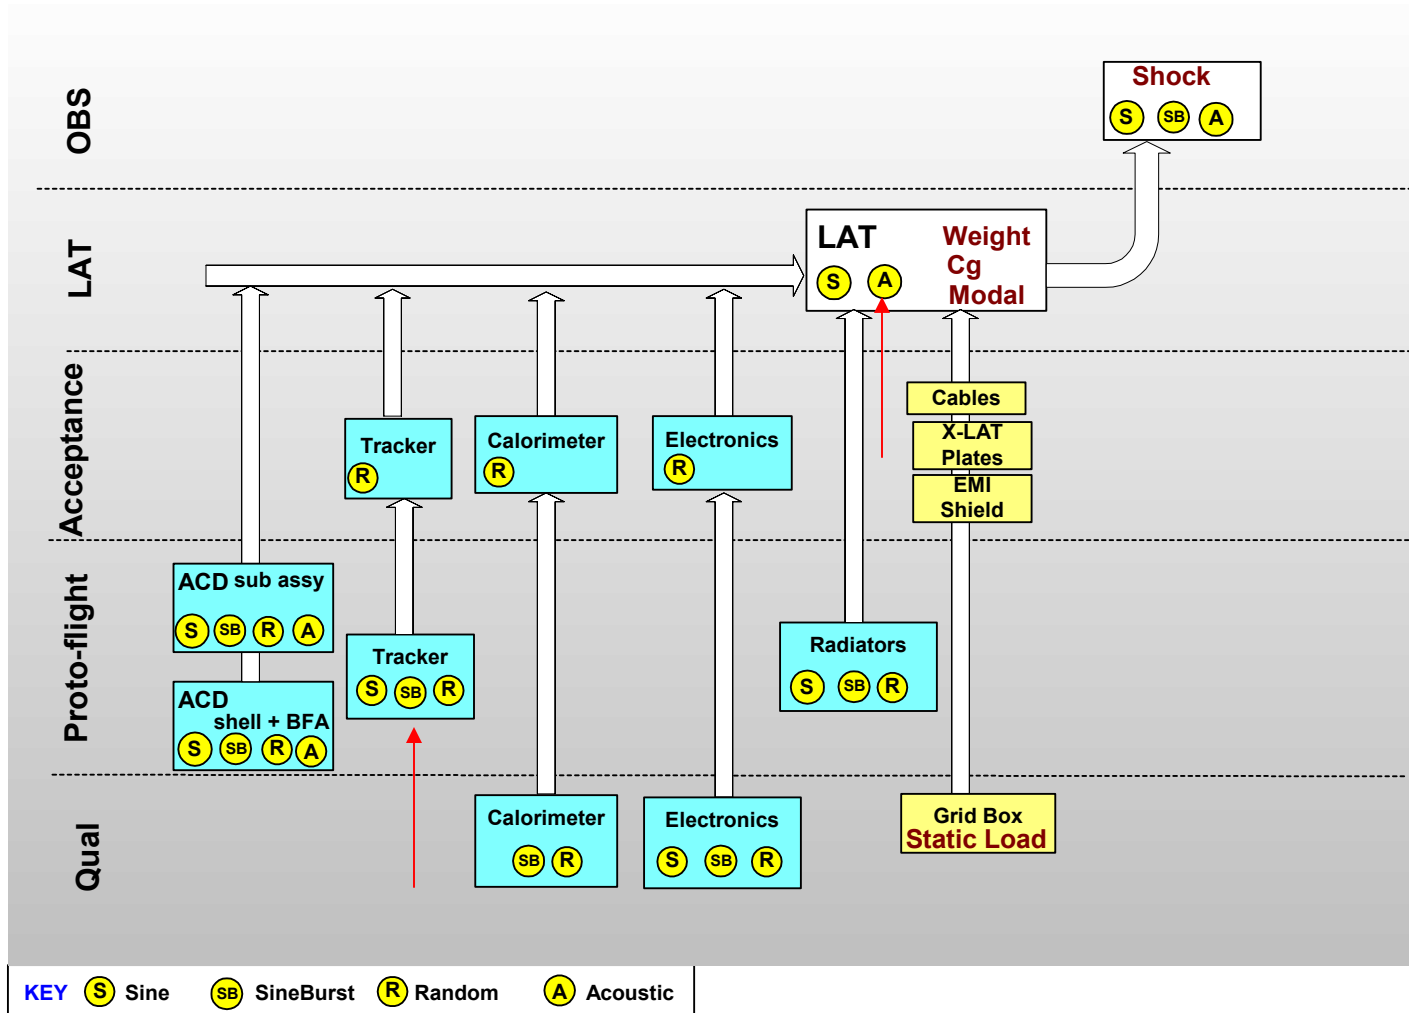 OBS
Shock
S SB A
LAT
LAT
Weight
Cg
Modal
S A
Acceptance
Tracker
R
Calorimeter
R
Electronics
R
Cables
X-LAT
Plates
EMI
Shield
Proto-flight
ACD sub assy
S SB R A
ACD
shell + BFA
S SB R A
Tracker
S SB R
Radiators
S SB R
Qual
Calorimeter
SB R
Electronics
S SB R
Grid Box
Static Load
KEY S Sine SB SineBurst R Random A Acoustic